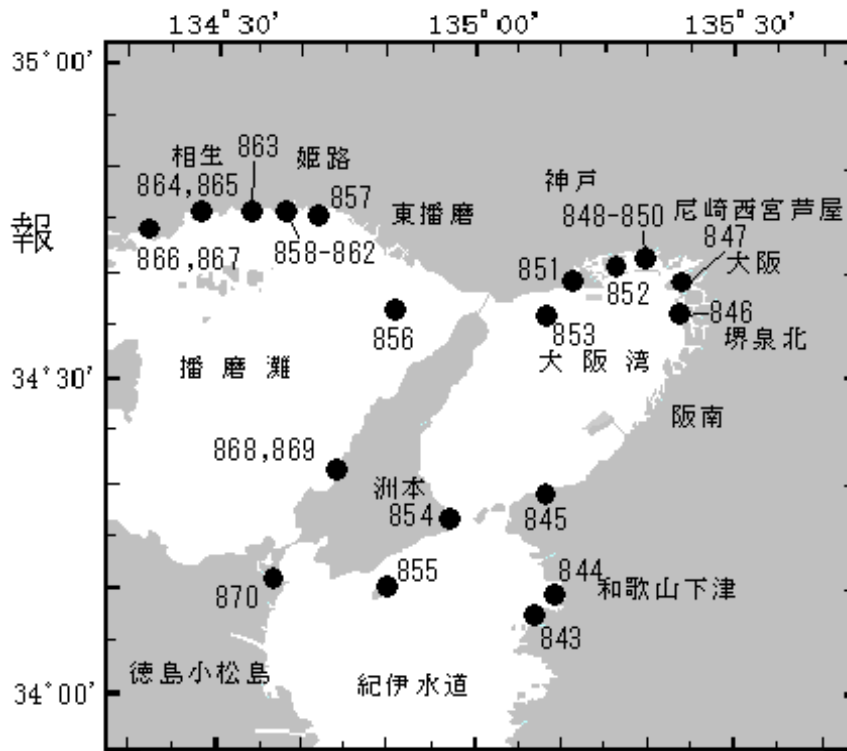 134°30' 135°00' 135°30'
35°00'
863
相生 姫路
864,865
857
神戸
東播磨
848-850 尼崎西宮芦屋
847
報
866,867 858-862
851 大阪
852
856
853
846
堺泉北
播磨灘
大阪湾
34°30'
阪南
868,869
洲本
854
845
855
844
870
和歌山下津
843
徳島小松島
紀伊水道
34°00'